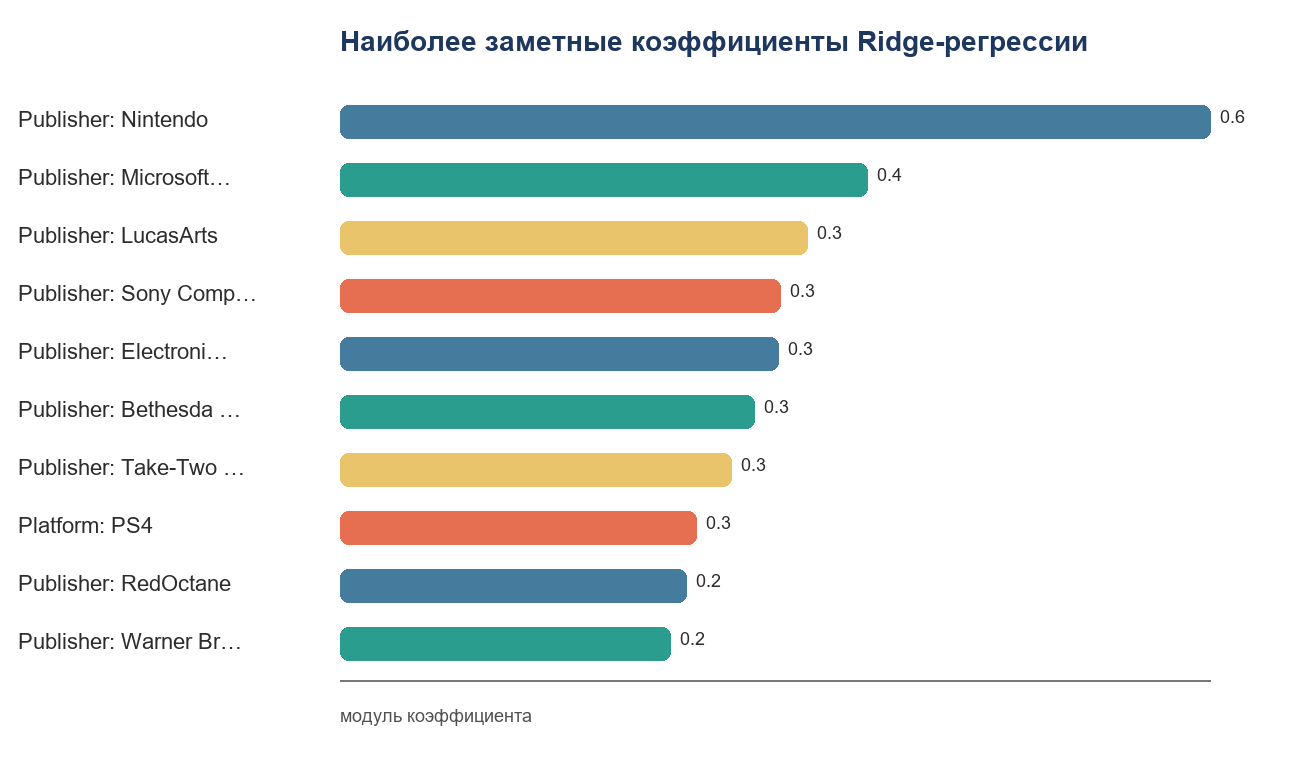 Наиболее заметные коэффициенты Ridge-регрессии
Publisher: Nintendo 0.6
Publisher: Microsoft… 0.4
Publisher: LucasArts 0.3
Publisher: Sony Comp… 0.3
Publisher: Electroni… 0.3
Publisher: Bethesda … 0.3
Publisher: Take-Two … 0.3
Platform: PS4 0.3
Publisher: RedOctane 0.2
Publisher: Warner Br… 0.2
модуль коэффициента